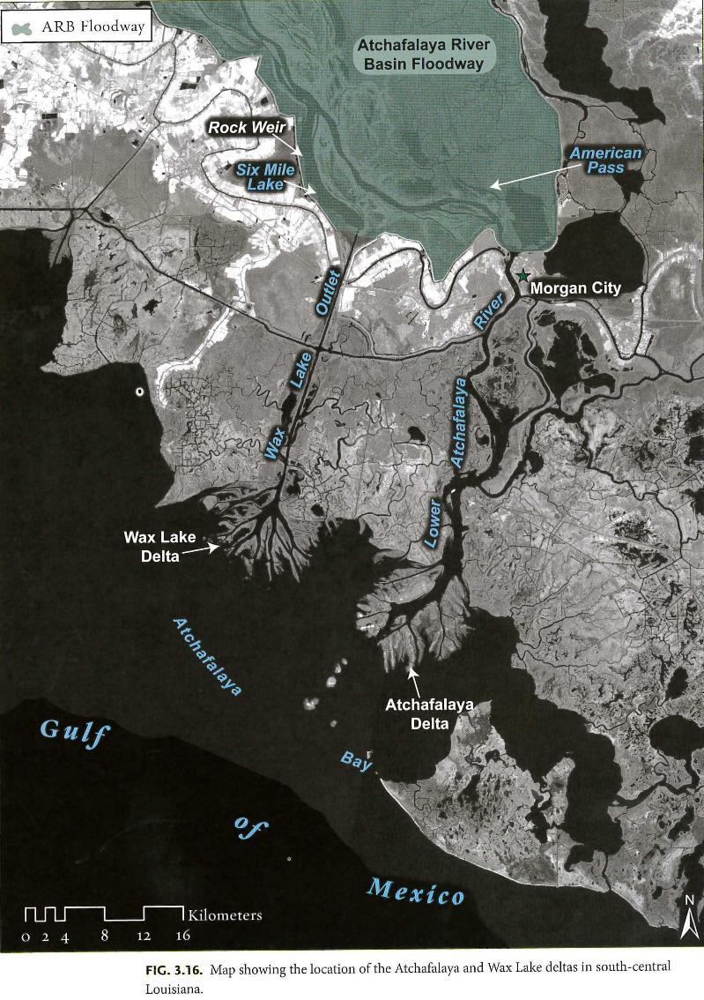 ARB Floodway
Atchafalaya River
Basin Floodway
Rock Weir
Six Mile
Lake
American
Pass
Morgan City
Outlet
Lake
Wax
River
Atchafalaya
Lower
Wax Lake
Delta
Atchafalaya
Delta
Atchafalaya
Bay
Gulf
of
Mexico
N
Kilometers
0 2 4 8 12 16
FIG. 3.16. Map showing the location of the Atchafalaya and Wax Lake deltas in south-central
Louisiana.